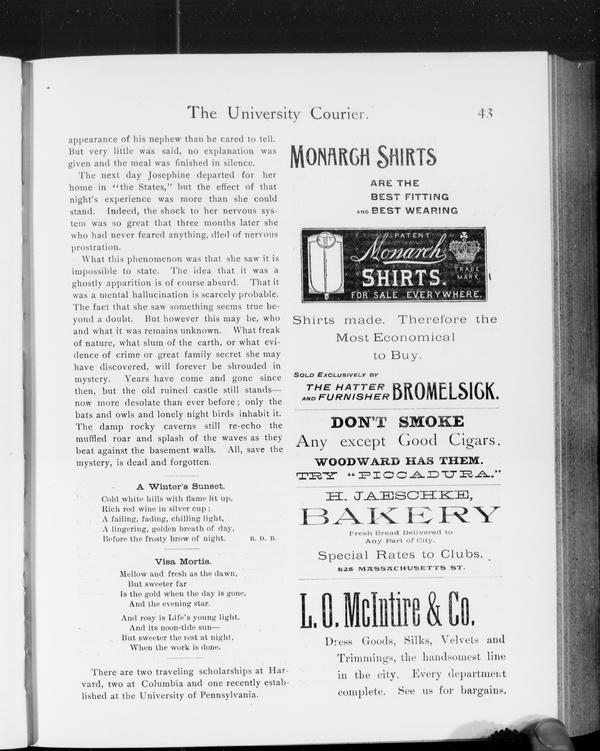 The University Courier. 43
appearance of his nephew than he cared to tell.
But very little was said, no explanation was
given and the meal was finished in silence.
The next day Josephine departed for her
home in "the States," but the effect of that
night's experience was more than she could
stand. Indeed, the shock to her nervous sys-
tem was so great that three months later she
who had never feared anything, died of nervous
prostration.
What this phenomenon was that she saw it is
impossible to state. The idea that it was a
ghostly apparition is of course absurd. That it
was a mental hallucination is scarcely probable.
The fact that she saw something seems true be-
yond a doubt. But however this may be, who
and what it was remains unknown. What freak
of nature, what slum of the earth, or what evi-
dence of crime or great family secret she may
have discovered, will forever be shrouded in
mystery. Years have come and gone since
then, but the old ruined castle still stands—
now more desolate than ever before; only the
bats and owls and lonely night birds inhabit it.
The damp rocky caverns still re-echo the
muffled roar and splash of the waves as they
beat against the basement walls. All, save the
mystery, is dead and forgotten.
A Winter's Sunset.
Cold white hills with flame lit up,
Rich red wine in silver cup;
A failing, fading, chilling light,
A lingering, golden breath of day,
Before the frosty brow of night. R. D. B.
Visa Mortis.
Mellow and fresh as the dawn,
But sweeter far
Is the gold when the day is gone,
And the evening star.
And rosy is Life's young light,
And its noon-tide sun—
But sweeter the rest at night,
When the work is done.
There are two traveling scholarships at Har-
vard, two at Columbia and one recently estab-
lished at the University of Pennsylvania.
MONARCH SHIRTS
ARE THE
BEST FITTING
AND BEST WEARING
PATENT
Monarch
SHIRTS.
TRADE
MARK
FOR SALE EVERYWHERE.
Shirts made. Therefore the
Most Economical
to Buy.
SOLD EXCLUSIVELY BY
THE HATTER
AND FURNISHER BROMELSICK.
DON'T SMOKE
Any except Good Cigars.
WOODWARD HAS THEM.
TRY "PICCADURA."
H. JAESCHKE,
BAKERY
Fresh Bread Delivered to
Any Part of City.
Special Rates to Clubs.
825 MASSACHUSETTS ST.
L. O. McIntire & Co.
Dress Goods, Silks, Velvets and
Trimmings, the handsomest line
in the city. Every department
complete. See us for bargains.